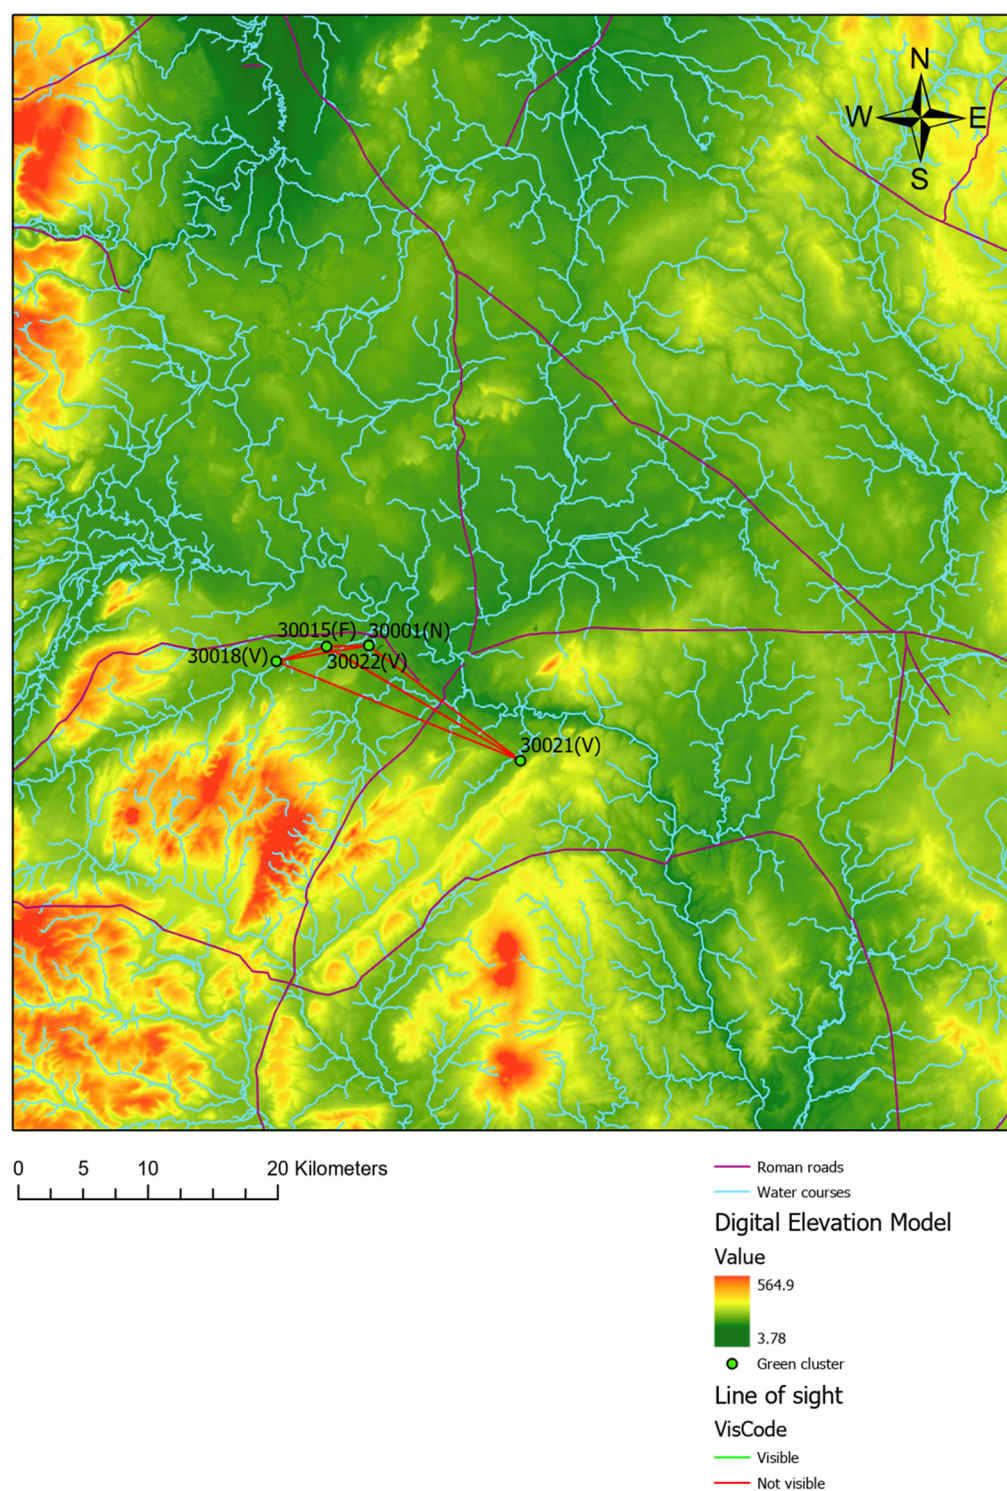 N
W E
S
30015(F) 30001(N)
30018(V) 30022(V)
30021(V)
0 5 10 20 Kilometers
Roman roads
Water courses
Digital Elevation Model
Value
564.9
3.78
Green cluster
Line of sight
VisCode
Visible
Not visible